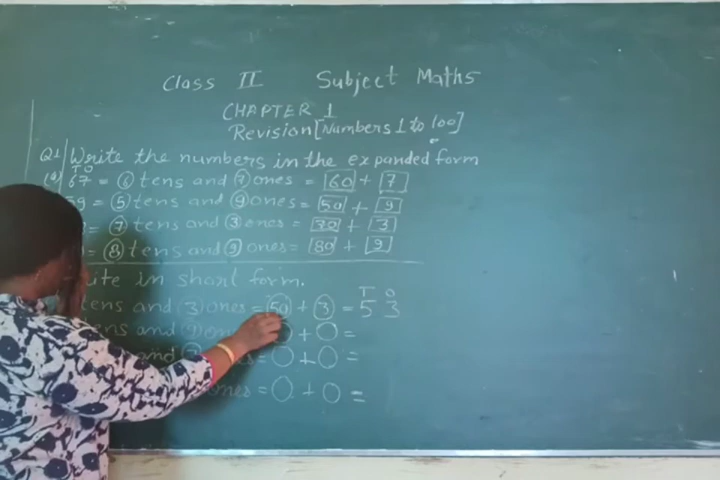 Class II Subject Maths
CHAPTER 1
Revision [Numbers 1 to 100]
Q1 Write the numbers in the expanded form
T O
(a) 67 = 6 tens and 7 ones = 60 + 7
59 = 5 tens and 9 ones = 50 + 9
= 7 tens and 3 ones = 70 + 3
= 8 tens and 9 ones = 80 + 9
in short form.
T O
tens and 3 ones = 50 + 3 = 5 3
tens and 9 + =
and = + =
ones = + =